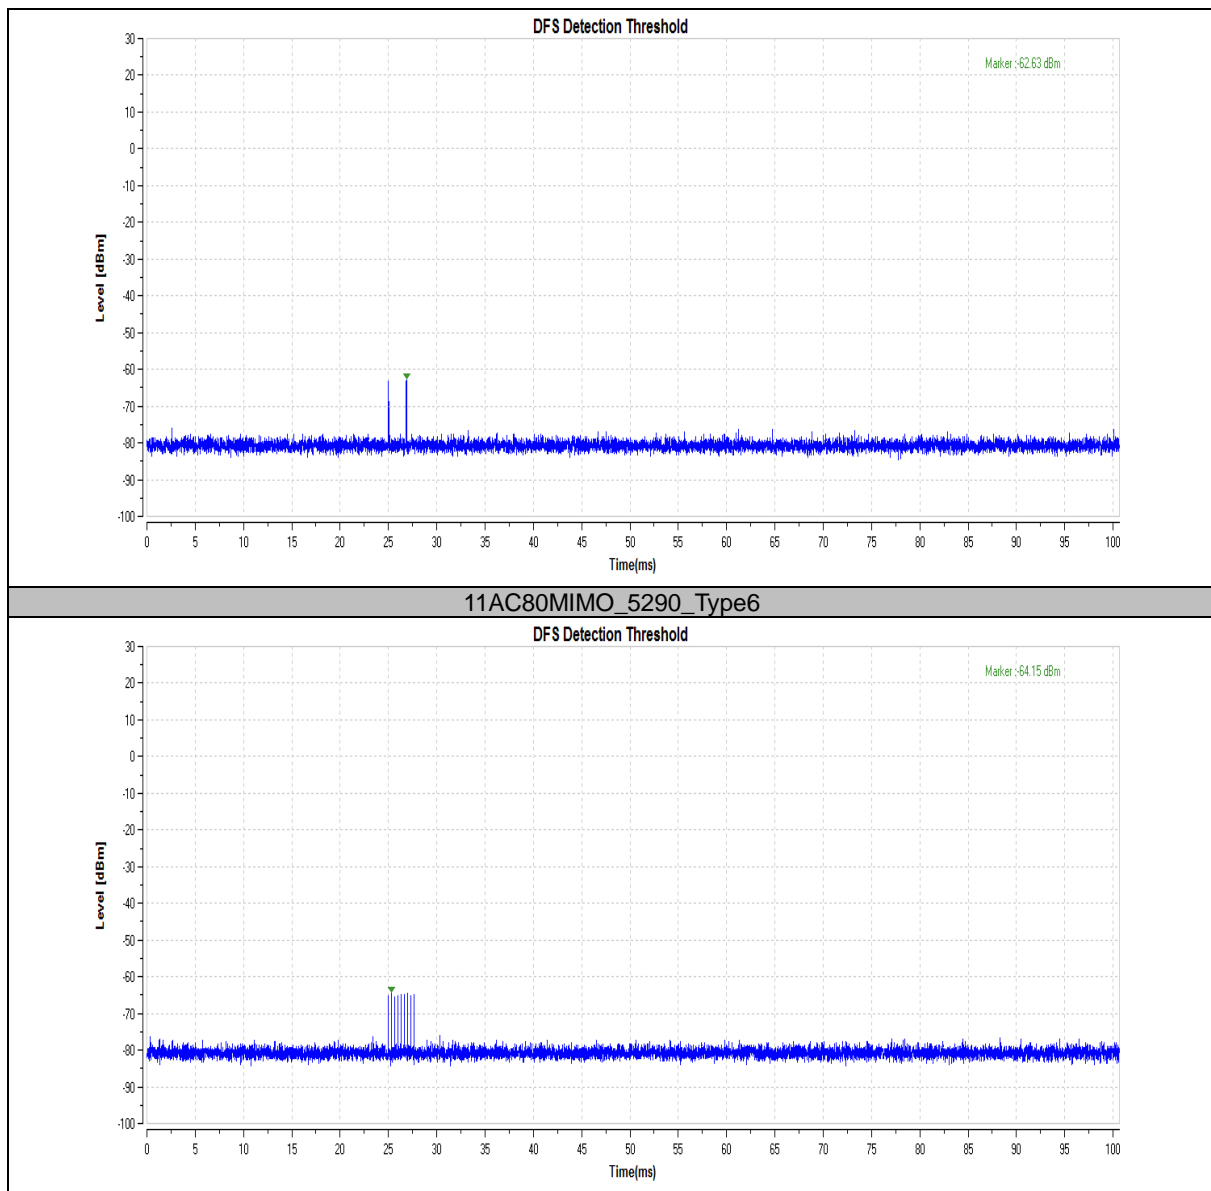 DFS Detection Threshold
Marker :-62.63 dBm
30
20
10
0
-10
-20
-30
-40
-50
-60
-70
-80
-90
-100
Level [dBm]
0 5 10 15 20 25 30 35 40 45 50 55 60 65 70 75 80 85 90 95 100
Time(ms)
11AC80MIMO_5290_Type6
DFS Detection Threshold
Marker :-64.15 dBm
30
20
10
0
-10
-20
-30
-40
-50
-60
-70
-80
-90
-100
Level [dBm]
0 5 10 15 20 25 30 35 40 45 50 55 60 65 70 75 80 85 90 95 100
Time(ms)